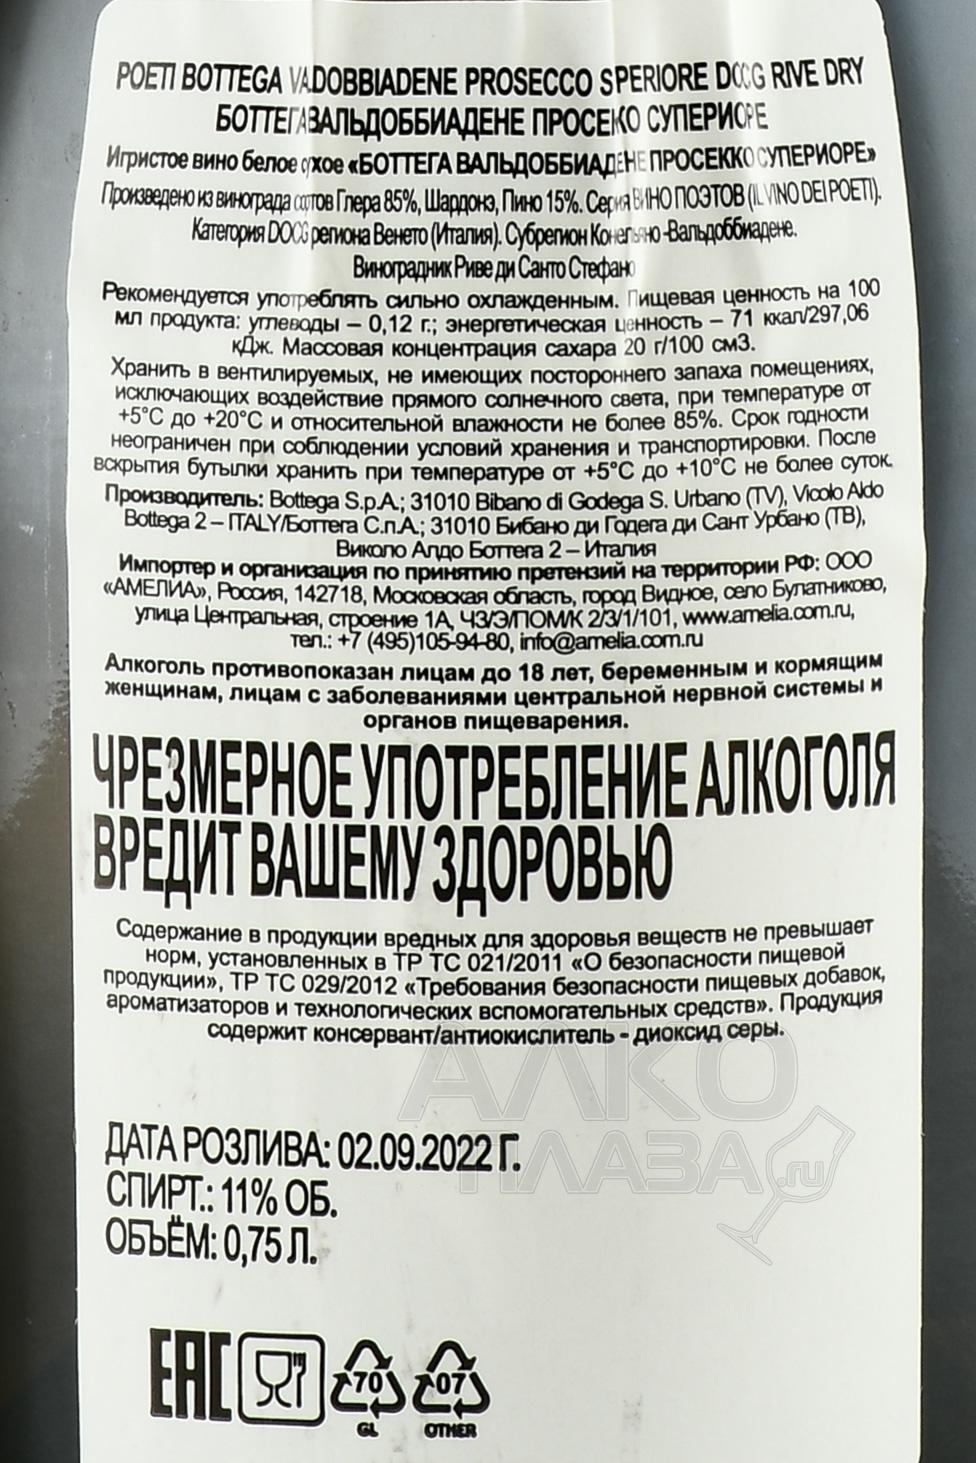 POETI BOTTEGA VADOBBIADENE PROSECCO SPERIORE DOCG RIVE DRY
БОТТЕГА ВАЛЬДОББИАДЕНЕ ПРОСЕККО СУПЕРИОРЕ
Игристое вино белое сухое «БОТТЕГА ВАЛЬДОББИАДЕНЕ ПРОСЕККО СУПЕРИОРЕ»
Произведено из винограда сортов Глера 85%, Шардонэ, Пино 15%. Серия ВИНО ПОЭТОВ (IL VINO DEI POETI).
Категория DOCG региона Венето (Италия). Субрегион Конельяно-Вальдоббиадене.
Виноградник Риве ди Санто Стефано
Рекомендуется употреблять сильно охлажденным. Пищевая ценность на 100
мл продукта: углеводы – 0,12 г.; энергетическая ценность – 71 ккал/297,06
кДж. Массовая концентрация сахара 20 г/100 см3.
Хранить в вентилируемых, не имеющих постороннего запаха помещениях,
исключающих воздействие прямого солнечного света, при температуре от
+5°С до +20°С и относительной влажности не более 85%. Срок годности
неограничен при соблюдении условий хранения и транспортировки. После
вскрытия бутылки хранить при температуре от +5°С до +10°С не более суток.
Производитель: Bottega S.p.A.; 31010 Bibano di Godega S. Urbano (TV), Vicolo Aldo
Bottega 2 – ITALY/Боттега С.п.А.; 31010 Бибано ди Годега ди Сант Урбано (ТВ),
Виколо Алдо Боттега 2 – Италия
Импортер и организация по принятию претензий на территории РФ: ООО
«АМЕЛИА», Россия, 142718, Московская область, город Видное, село Булатниково,
улица Центральная, строение 1А, ЧЗ/Э/ПОМ/К 2/3/1/101, www.amelia.com.ru,
тел.: +7 (495)105-94-80, info@amelia.com.ru
Алкоголь противопоказан лицам до 18 лет, беременным и кормящим
женщинам, лицам с заболеваниями центральной нервной системы и
органов пищеварения.
ЧРЕЗМЕРНОЕ УПОТРЕБЛЕНИЕ АЛКОГОЛЯ
ВРЕДИТ ВАШЕМУ ЗДОРОВЬЮ
Содержание в продукции вредных для здоровья веществ не превышает
норм, установленных в ТР ТС 021/2011 «О безопасности пищевой
продукции», ТР ТС 029/2012 «Требования безопасности пищевых добавок,
ароматизаторов и технологических вспомогательных средств». Продукция
содержит консервант/антиокислитель - диоксид серы.
АЛКО
ПЛАЗА.ru
ДАТА РОЗЛИВА: 02.09.2022 Г.
СПИРТ.: 11% ОБ.
ОБЪЁМ: 0,75 Л.
EAC 70 07
GL OTHER